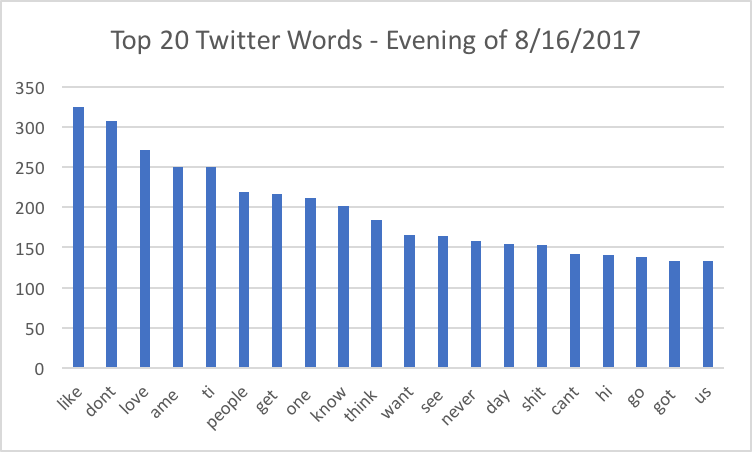 Top 20 Twitter Words - Evening of 8/16/2017
350
300
250
200
150
100
50
0
like
dont
love
ame
ti
people
get
one
know
think
want
see
never
day
shit
cant
hi
go
got
us